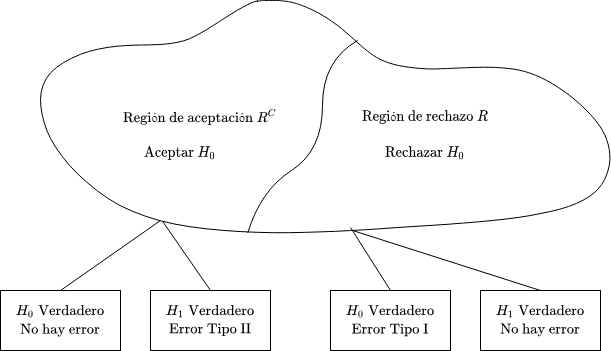 Región de aceptación R^C
Aceptar H_0
Región de rechazo R
Rechazar H_0
H_0 Verdadero
No hay error
H_1 Verdadero
Error Tipo II
H_0 Verdadero
Error Tipo I
H_1 Verdadero
No hay error